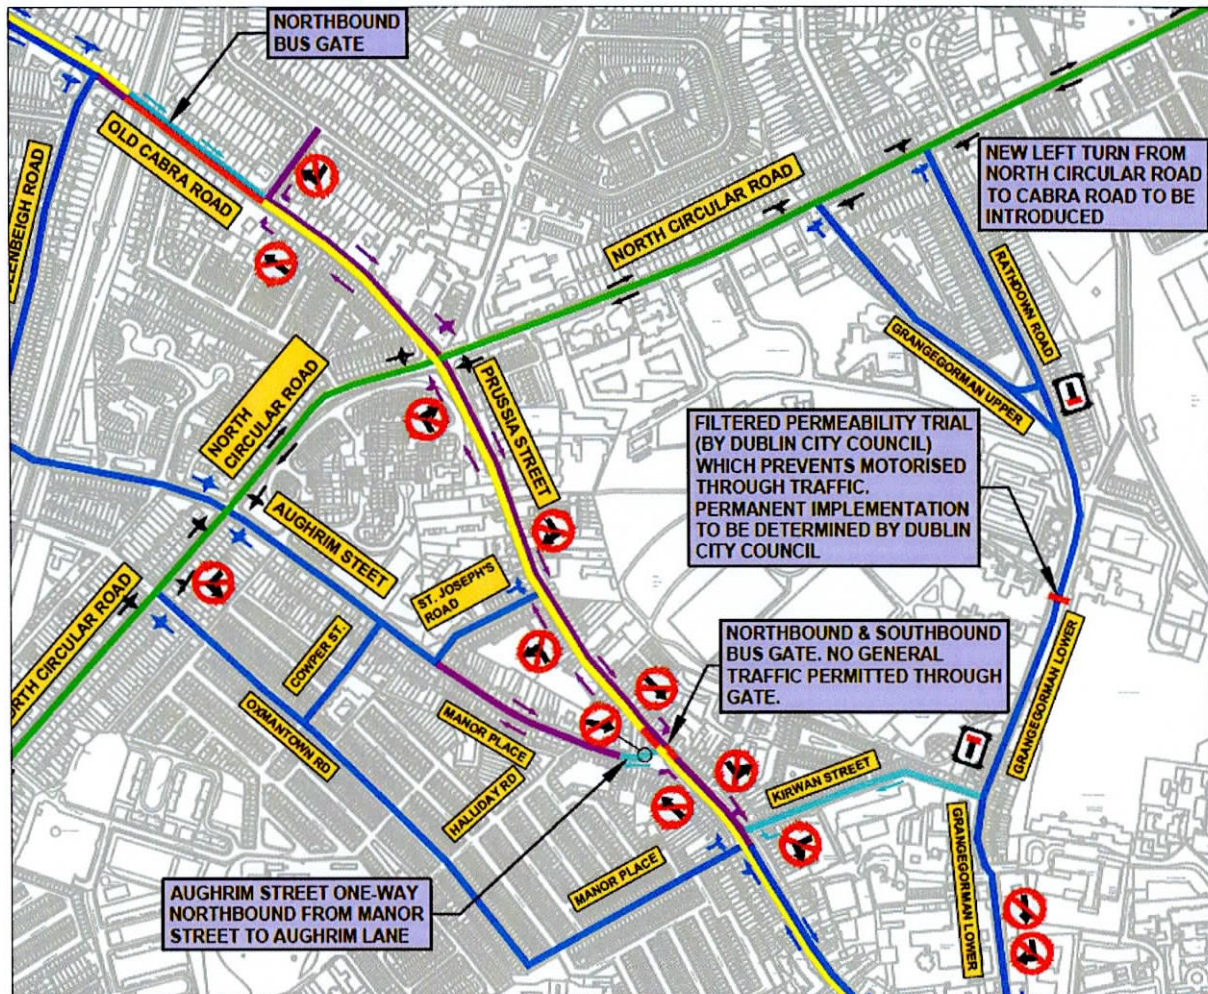 NORTHBOUND
BUS GATE
OLD CABRA ROAD
NORTH CIRCULAR ROAD
NEW LEFT TURN FROM
NORTH CIRCULAR ROAD
TO CABRA ROAD TO BE
INTRODUCED
RATHDOWN ROAD
GRANGEGORMAN UPPER
NORTH
CIRCULAR ROAD
PRUSSIA STREET
FILTERED PERMEABILITY TRIAL
(BY DUBLIN CITY COUNCIL)
WHICH PREVENTS MOTORISED
THROUGH TRAFFIC.
PERMANENT IMPLEMENTATION
TO BE DETERMINED BY DUBLIN
CITY COUNCIL
AUGHRIM STEET
ST. JOSEPH'S
ROAD
COWPER ST.
CIRCULAR ROAD
OXMANTOWN RD
MANOR PLACE
HALLIDAY RD
NORTHBOUND & SOUTHBOUND
BUS GATE. NO GENERAL
TRAFFIC PERMITTED THROUGH
GATE.
GRANGEGORMAN LOWER
KIRWAN STREET
MANOR PLACE
GRANGEGORMAN LOWER
AUGHRIM STREET ONE-WAY
NORTHBOUND FROM MANOR
STREET TO AUGHRIM LANE